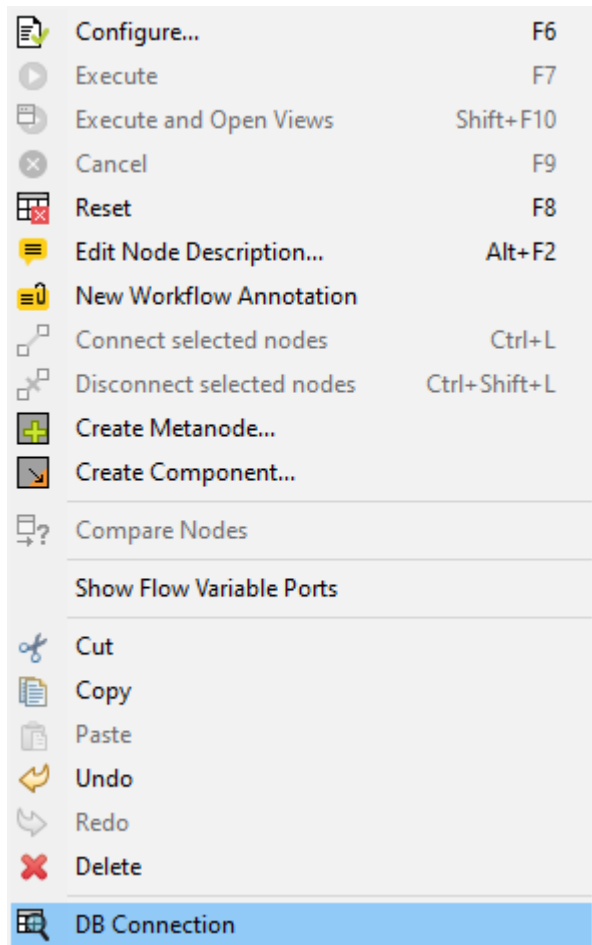 Configure... F6
Execute F7
Execute and Open Views Shift+F10
Cancel F9
Reset F8
Edit Node Description... Alt+F2
New Workflow Annotation
Connect selected nodes Ctrl+L
Disconnect selected nodes Ctrl+Shift+L
Create Metanode...
Create Component...
Compare Nodes
Show Flow Variable Ports
Cut
Copy
Paste
Undo
Redo
Delete
DB Connection